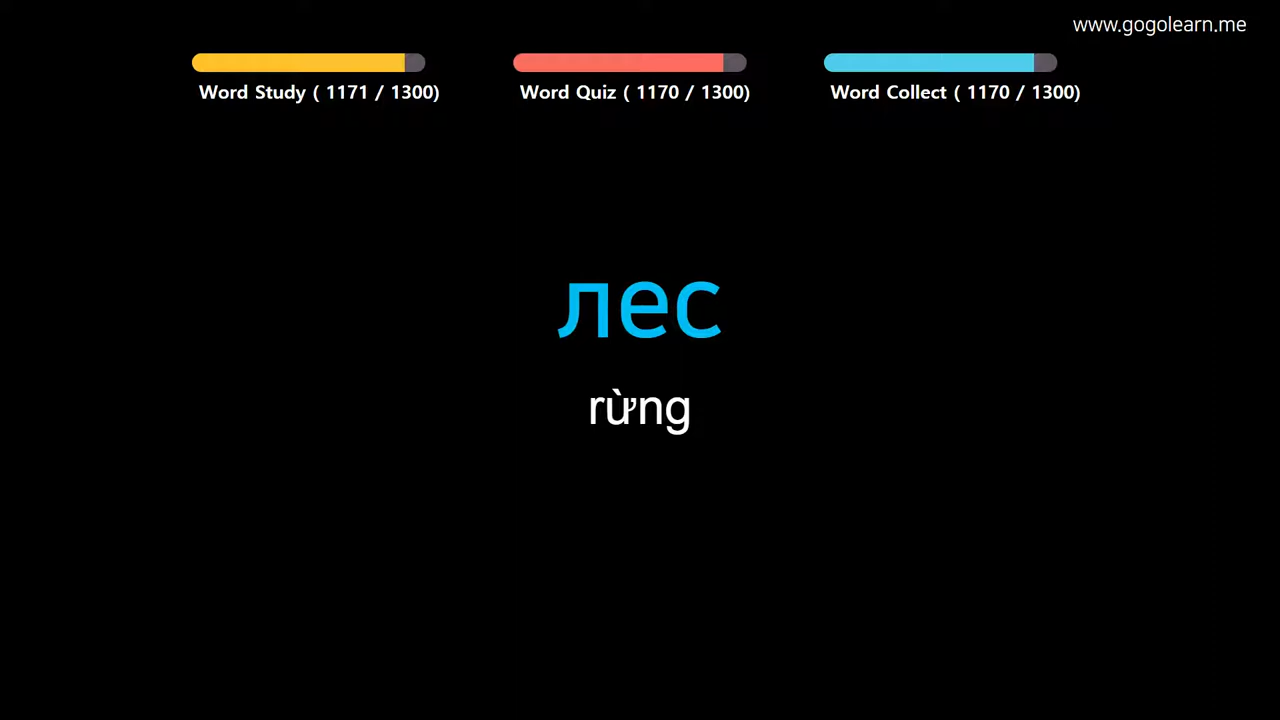 www.gogolearn.me
Word Study ( 1171 / 1300)
Word Quiz ( 1170 / 1300)
Word Collect ( 1170 / 1300)
лес
rừng